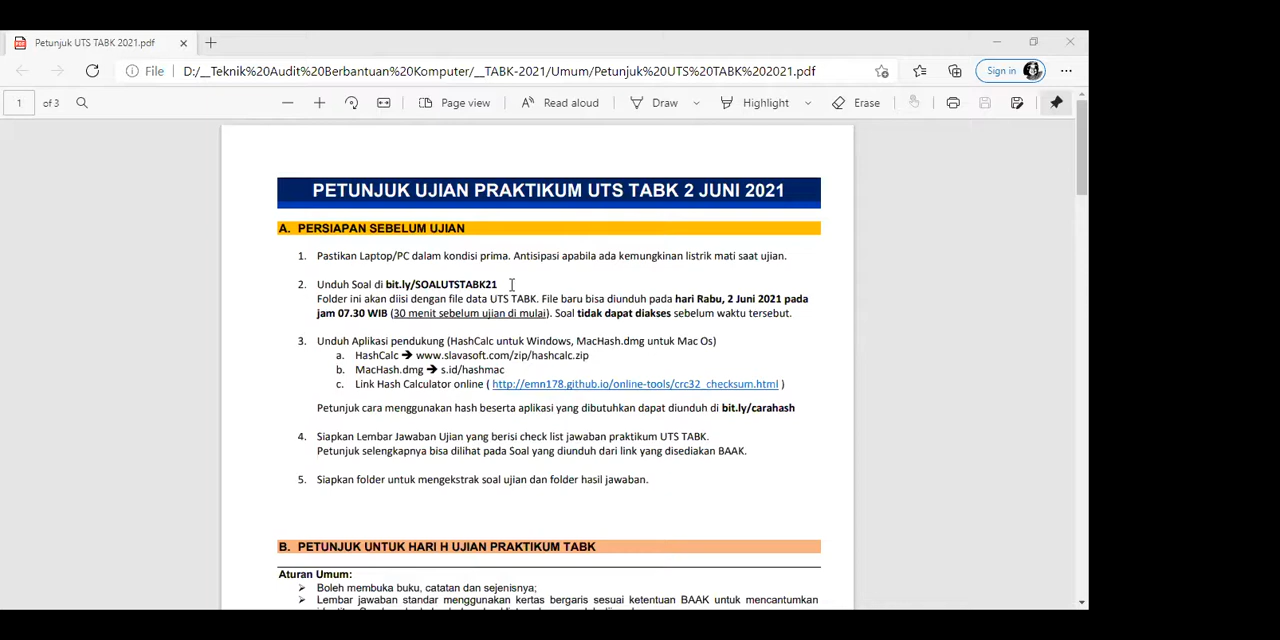 Petunjuk UTS TABK 2021.pdf
File D:/__Teknik%20Audit%20Berbantuan%20Komputer/__TABK-2021/Umum/Petunjuk%20UTS%20TABK%202021.pdf Sign in
1 of 3 Page view Read aloud Draw Highlight Erase
PETUNJUK UJIAN PRAKTIKUM UTS TABK 2 JUNI 2021
A. PERSIAPAN SEBELUM UJIAN
1. Pastikan Laptop/PC dalam kondisi prima. Antisipasi apabila ada kemungkinan listrik mati saat ujian.
2. Unduh Soal di bit.ly/SOALUTSTABK21
Folder ini akan diisi dengan file data UTS TABK. File baru bisa diunduh pada hari Rabu, 2 Juni 2021 pada
jam 07.30 WIB (30 menit sebelum ujian di mulai). Soal tidak dapat diakses sebelum waktu tersebut.
3. Unduh Aplikasi pendukung (HashCalc untuk Windows, MacHash.dmg untuk Mac Os)
a. HashCalc ➔ www.slavasoft.com/zip/hashcalc.zip
b. MacHash.dmg ➔ s.id/hashmac
c. Link Hash Calculator online ( http://emn178.github.io/online-tools/crc32_checksum.html )
Petunjuk cara menggunakan hash beserta aplikasi yang dibutuhkan dapat diunduh di bit.ly/carahash
4. Siapkan Lembar Jawaban Ujian yang berisi check list jawaban praktikum UTS TABK.
Petunjuk selengkapnya bisa dilihat pada Soal yang diunduh dari link yang disediakan BAAK.
5. Siapkan folder untuk mengekstrak soal ujian dan folder hasil jawaban.
B. PETUNJUK UNTUK HARI H UJIAN PRAKTIKUM TABK
Aturan Umum:
➢ Boleh membuka buku, catatan dan sejenisnya;
➢ Lembar jawaban standar menggunakan kertas bergaris sesuai ketentuan BAAK untuk mencantumkan